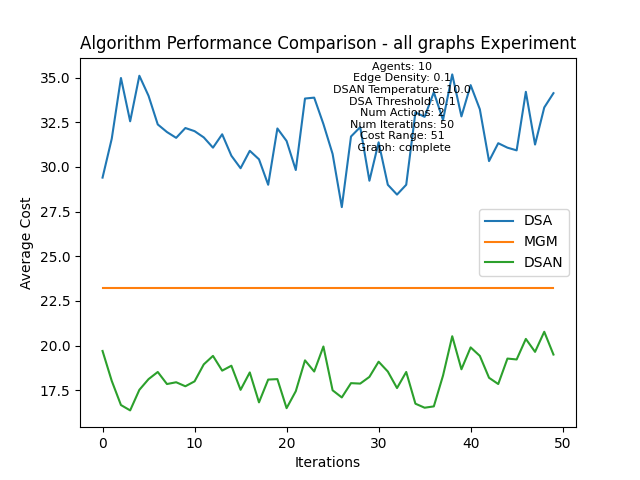 Algorithm Performance Comparison - all graphs Experiment
Agents: 10
Edge Density: 0.1
DSAN Temperature: 10.0
DSA Threshold: 0.1
Num Actions: 2
Num Iterations: 50
Cost Range: 51
Graph: complete
Average Cost
35.0
32.5
30.0
27.5
25.0
22.5
20.0
17.5
DSA
MGM
DSAN
0 10 20 30 40 50
Iterations